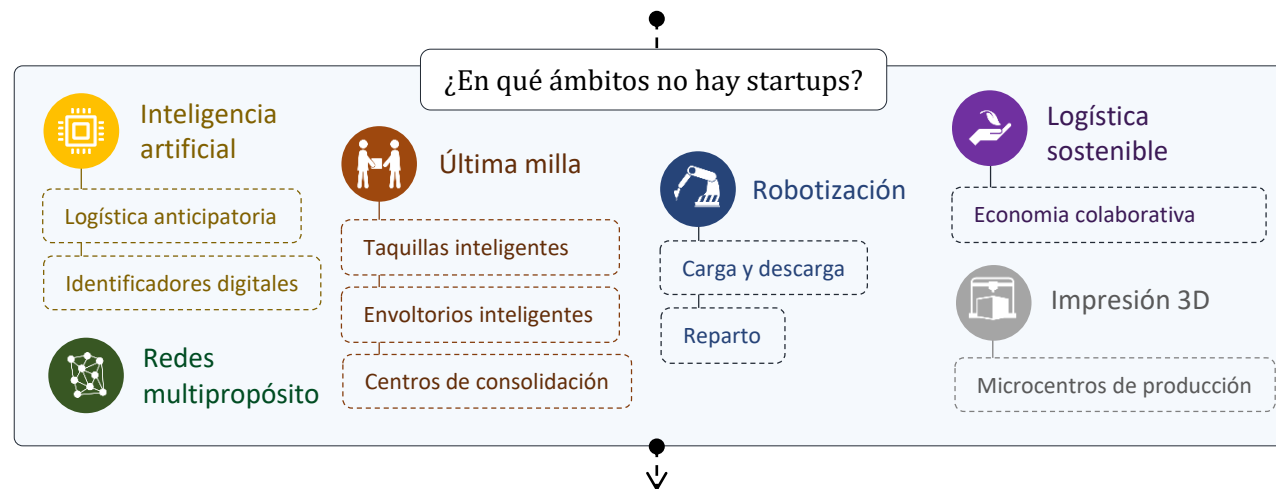 ¿En qué ámbitos no hay startups?
Inteligencia
artificial
Logística anticipatoria
Identificadores digitales
Redes
multipropósito
Última milla
Taquillas inteligentes
Envoltorios inteligentes
Centros de consolidación
Robotización
Carga y descarga
Reparto
Logística
sostenible
Economia colaborativa
Impresión 3D
Microcentros de producción